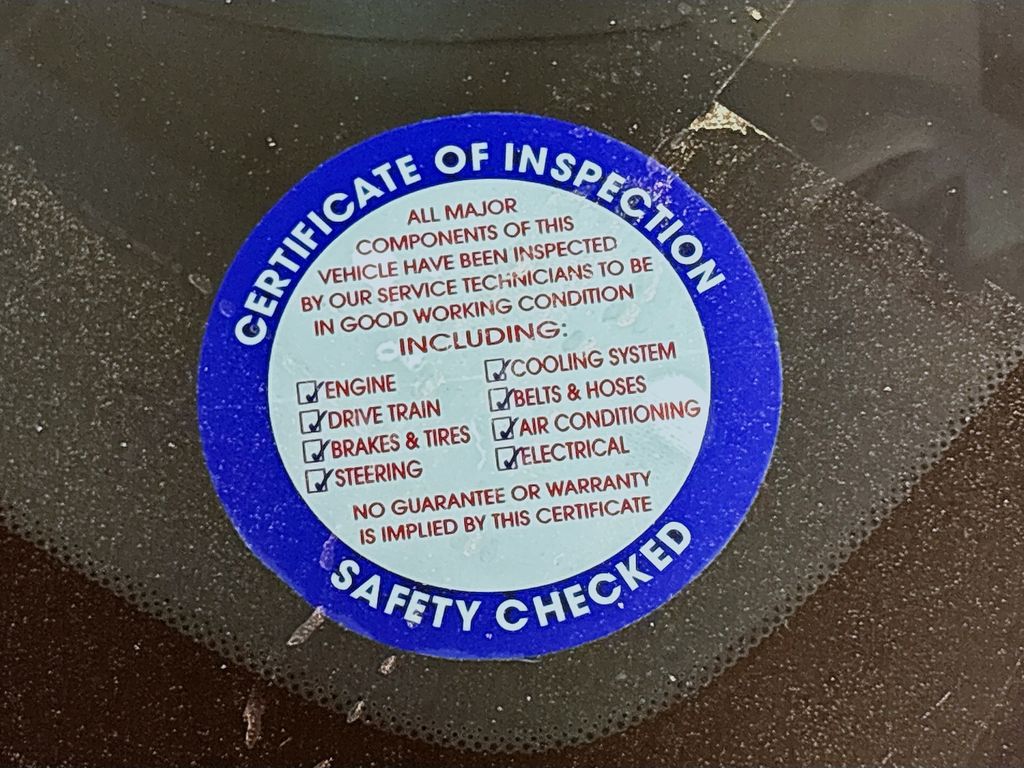 CERTIFICATE OF INSPECTION
ALL MAJOR
COMPONENTS OF THIS
VEHICLE HAVE BEEN INSPECTED
BY OUR SERVICE TECHNICIANS TO BE
IN GOOD WORKING CONDITION
INCLUDING:
ENGINE
DRIVE TRAIN
BRAKES & TIRES
STEERING
COOLING SYSTEM
BELTS & HOSES
AIR CONDITIONING
ELECTRICAL
NO GUARANTEE OR WARRANTY
IS IMPLIED BY THIS CERTIFICATE
SAFETY CHECKED